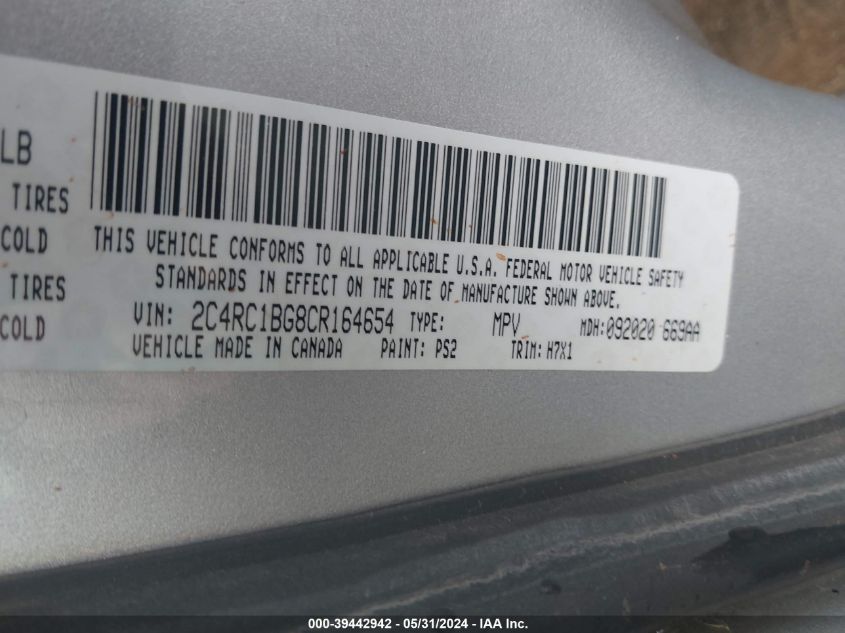 LB
TIRES
COLD
TIRES
COLD
THIS VEHICLE CONFORMS TO ALL APPLICABLE U.S.A. FEDERAL MOTOR VEHICLE SAFETY
STANDARDS IN EFFECT ON THE DATE OF MANUFACTURE SHOWN ABOVE.
VIN: 2C4RC1BG8CR164654 TYPE: MPV MDH:092020 669AA
VEHICLE MADE IN CANADA PAINT: PS2 TRIM: H7X1
000-39442942 - 05/31/2024 - IAA Inc.